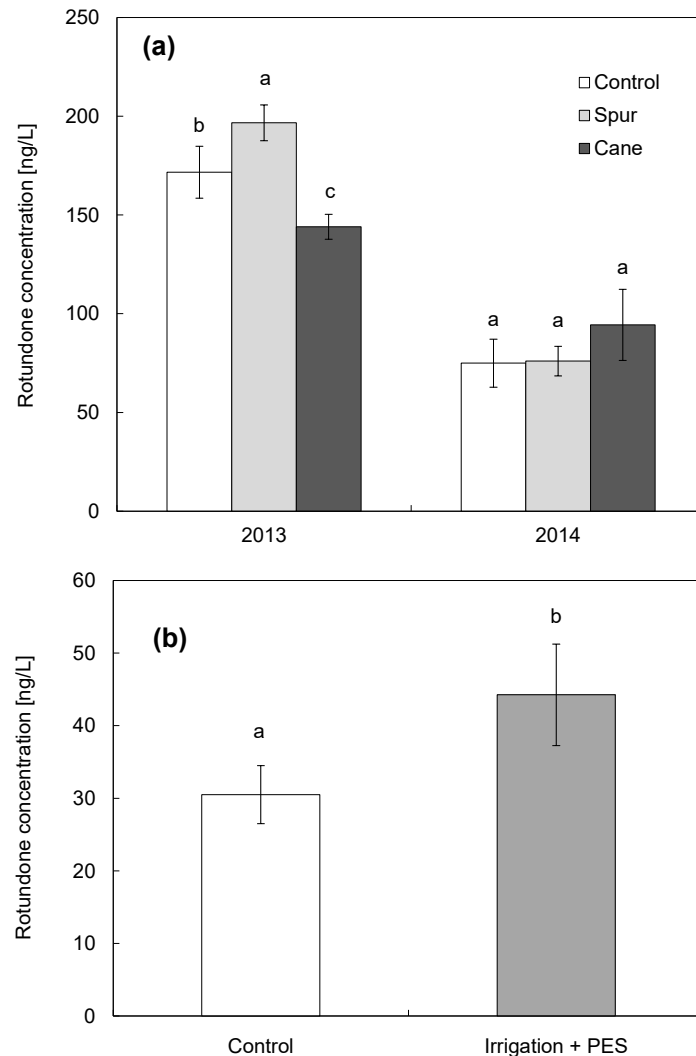 (a)
Rotundone concentration [ng/L]
250
200
150
100
50
0
Control
Spur
Cane
b
a
c
a
a
a
2013
2014
(b)
Rotundone concentration [ng/L]
60
50
40
30
20
10
0
a
b
Control
Irrigation + PES